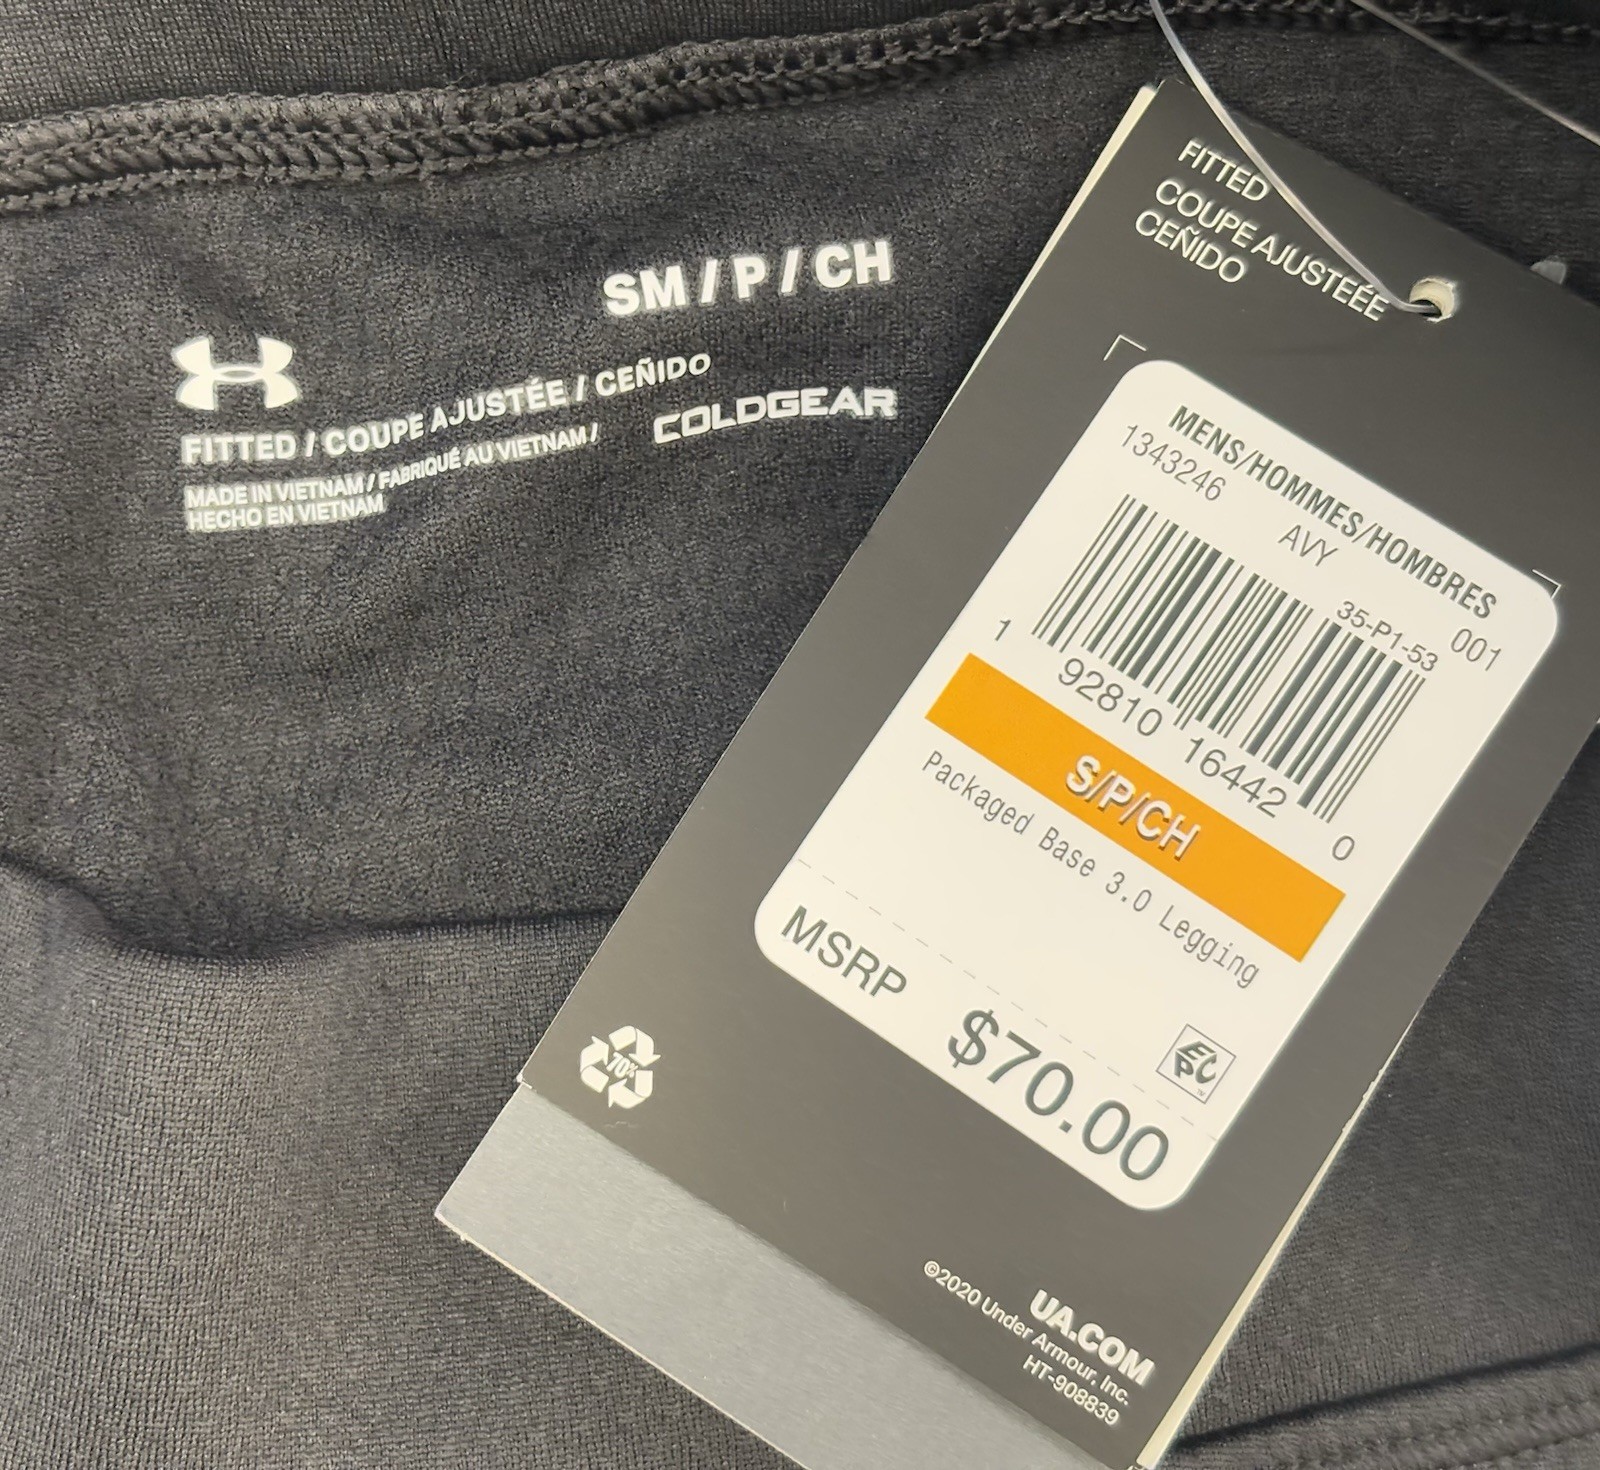 SM / P / CH
FITTED / COUPE AJUSTÉE / CEÑIDO
MADE IN VIETNAM / FABRIQUÉ AU VIETNAM /
HECHO EN VIETNAM
COLDGEAR
FITTED
COUPE AJUSTEÉE
CEÑIDO
MENS/HOMMES/HOMBRES
1343246 AVY 001
35-P1-53
1 92810 16442 0
S/P/CH
Packaged Base 3.0 Legging
MSRP $70.00
EPC
70%
UA.COM
©2020 Under Armour, Inc.
HT-908839